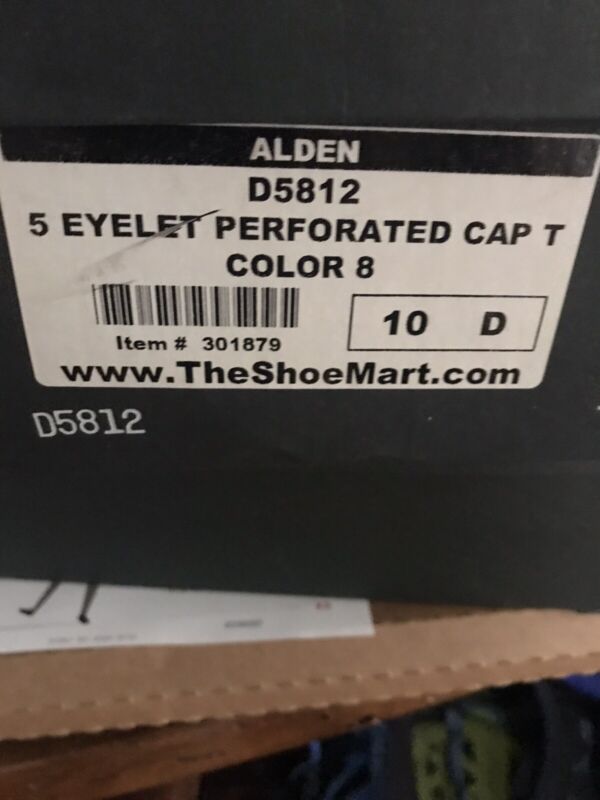 ALDEN
D5812
5 EYELET PERFORATED CAP T
COLOR 8
10 D
Item # 301879
www.TheShoeMart.com
D5812